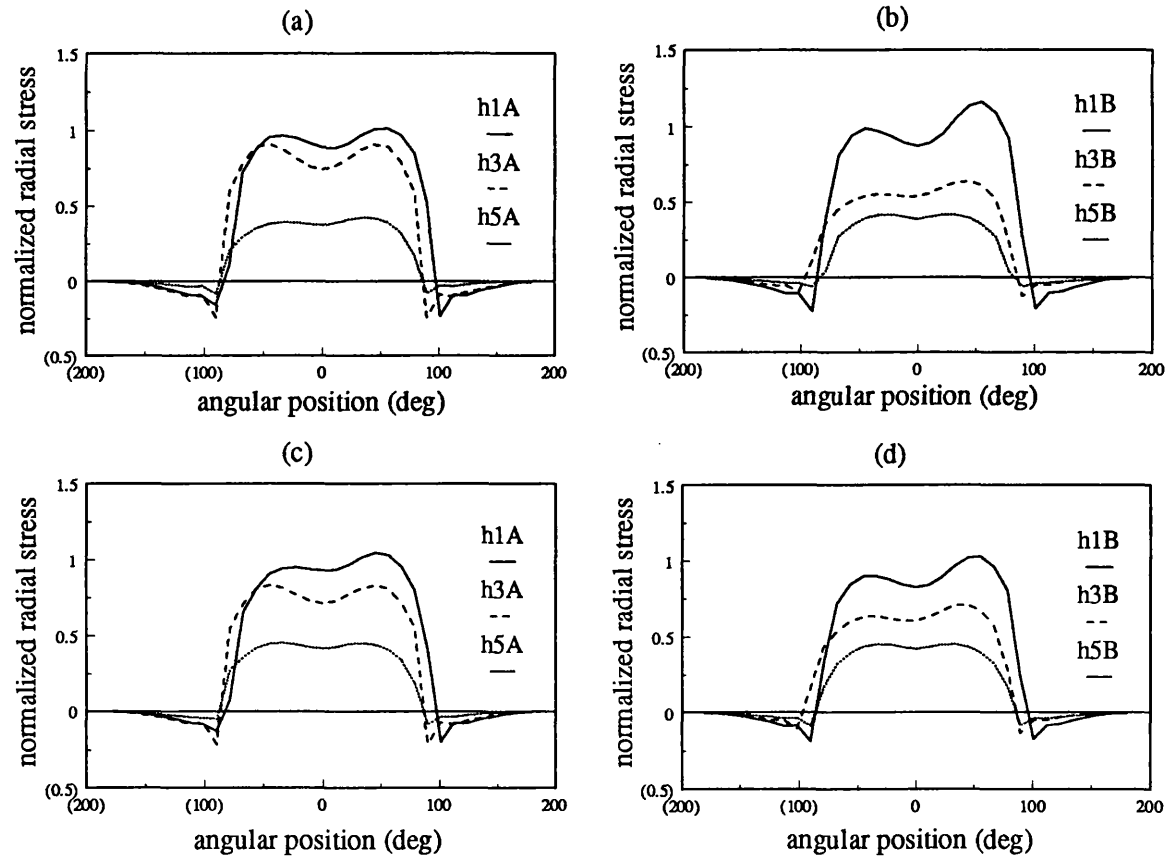 (a)
normalized radial stress
1.5
1
0.5
0
(0.5)
(200)
(100)
0
100
200
angular position (deg)
h1A
h3A
h5A
(b)
normalized radial stress
1.5
1
0.5
0
(0.5)
(200)
(100)
0
100
200
angular position (deg)
h1B
h3B
h5B
(c)
normalized radial stress
1.5
1
0.5
0
(0.5)
(200)
(100)
0
100
200
angular position (deg)
h1A
h3A
h5A
(d)
normalized radial stress
1.5
1
0.5
0
(0.5)
(200)
(100)
0
100
200
angular position (deg)
h1B
h3B
h5B